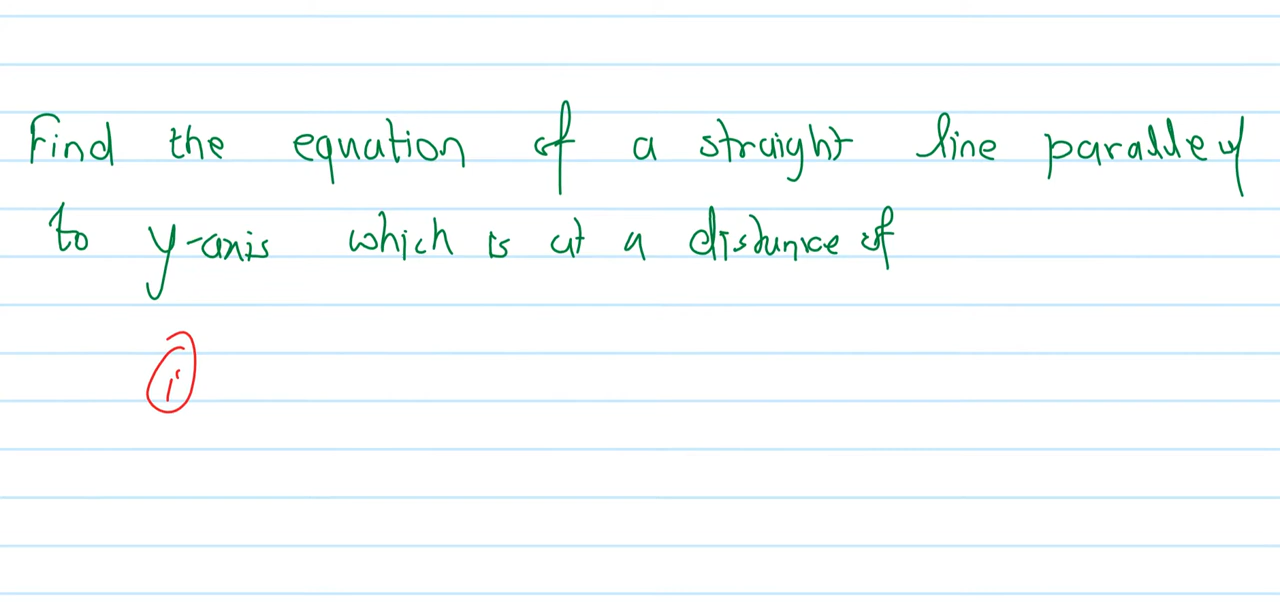 Find the equation of a straight line parallel
to y-axis which is at a distance of
i